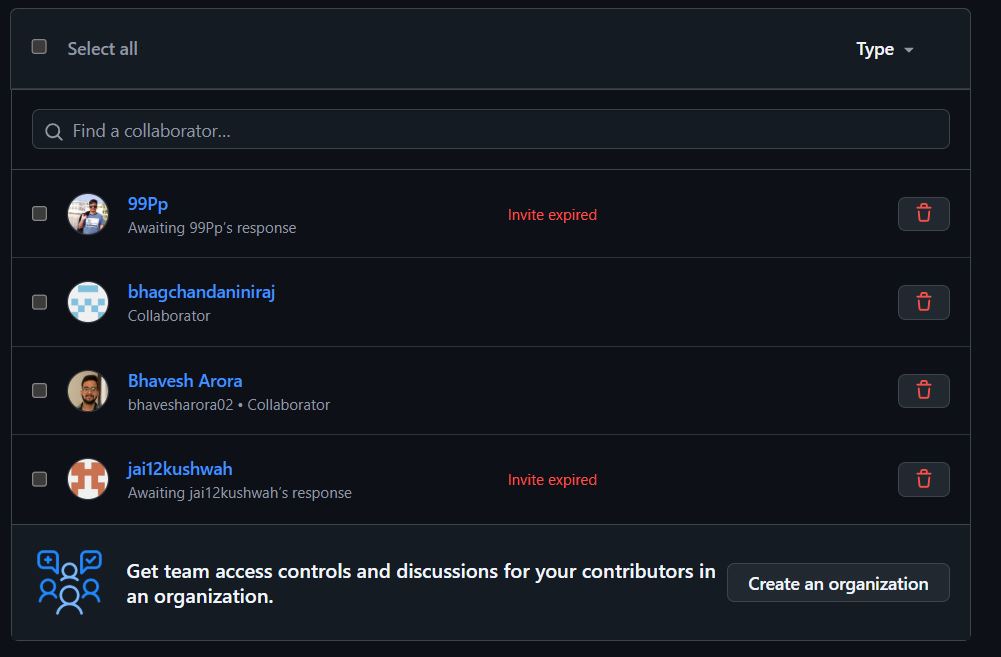 Select all
Type
Find a collaborator...
99Pp
Awaiting 99Pp's response
Invite expired
bhagchandaniniraj
Collaborator
Bhavesh Arora
bhavesharora02 • Collaborator
jai12kushwah
Awaiting jai12kushwah's response
Invite expired
Get team access controls and discussions for your contributors in
an organization.
Create an organization